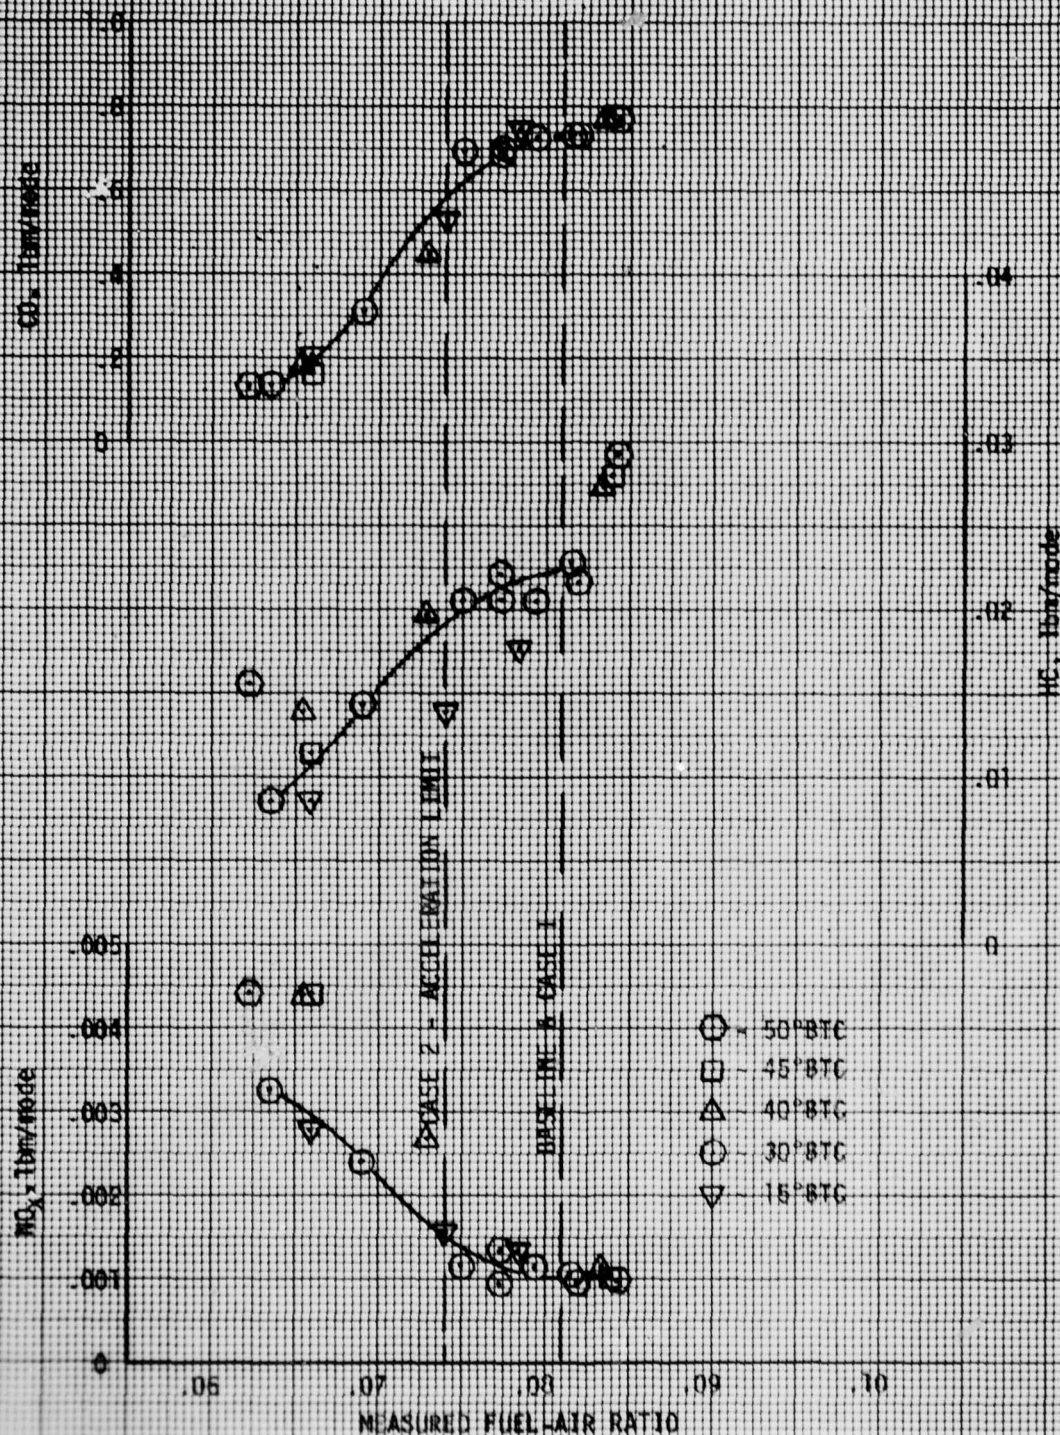 1.0
.8
.6
.4
.2
0
CO, lbm/mode
.04
.03
.02
.01
0
HC, lbm/mode
.005
.004
.003
.002
.001
0
NOX, lbm/mode
CASE 2 - ACCELERATION LIMIT
BASELINE & CASE 1
- 50°BTC
- 45°BTC
- 40°BTC
- 30°BTC
- 15°BTC
.06 .07 .08 .09 .10
MEASURED FUEL-AIR RATIO